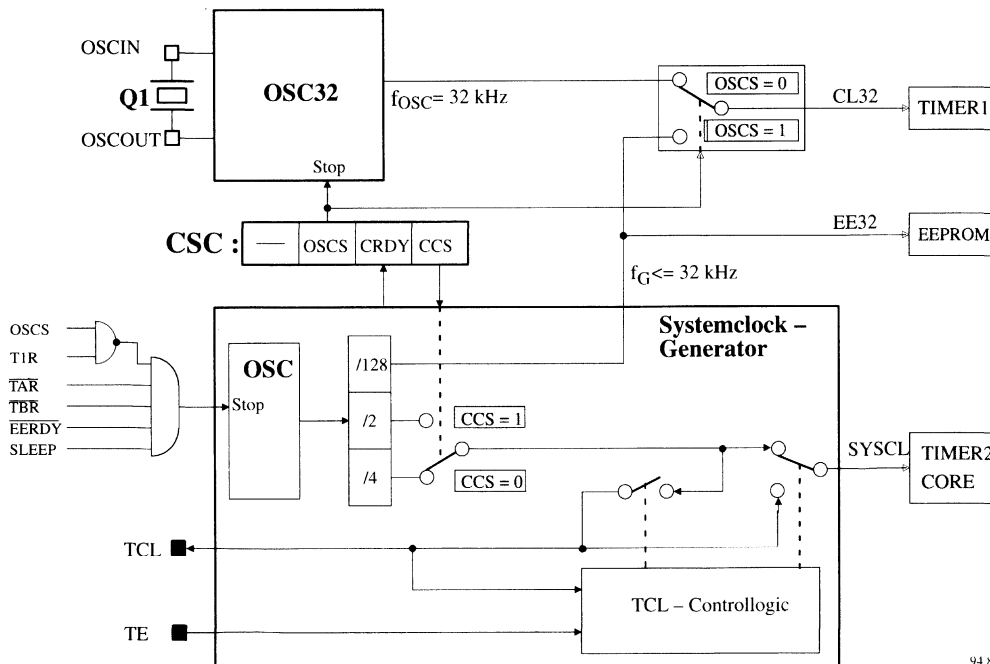 OSCIN
Q1
OSCOUT
OSC32
Stop
fOSC= 32 kHz
OSCS = 0
OSCS = 1
CL32
TIMER1
CSC :
—
OSCS
CRDY
CCS
EE32
EEPROM
fG<= 32 kHz
Systemclock –
Generator
OSCS
T1R
TAR
TBR
EERDY
SLEEP
OSC
Stop
/128
/2
/4
CCS = 1
CCS = 0
SYSCL
TIMER2
CORE
TCL
TE
TCL – Controllogic
94 8